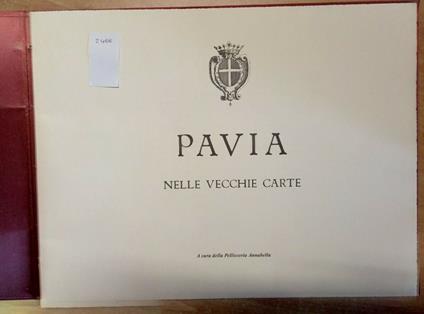 PAVIA
NELLE VECCHIE CARTE
A cura della Pellicceria Annabella